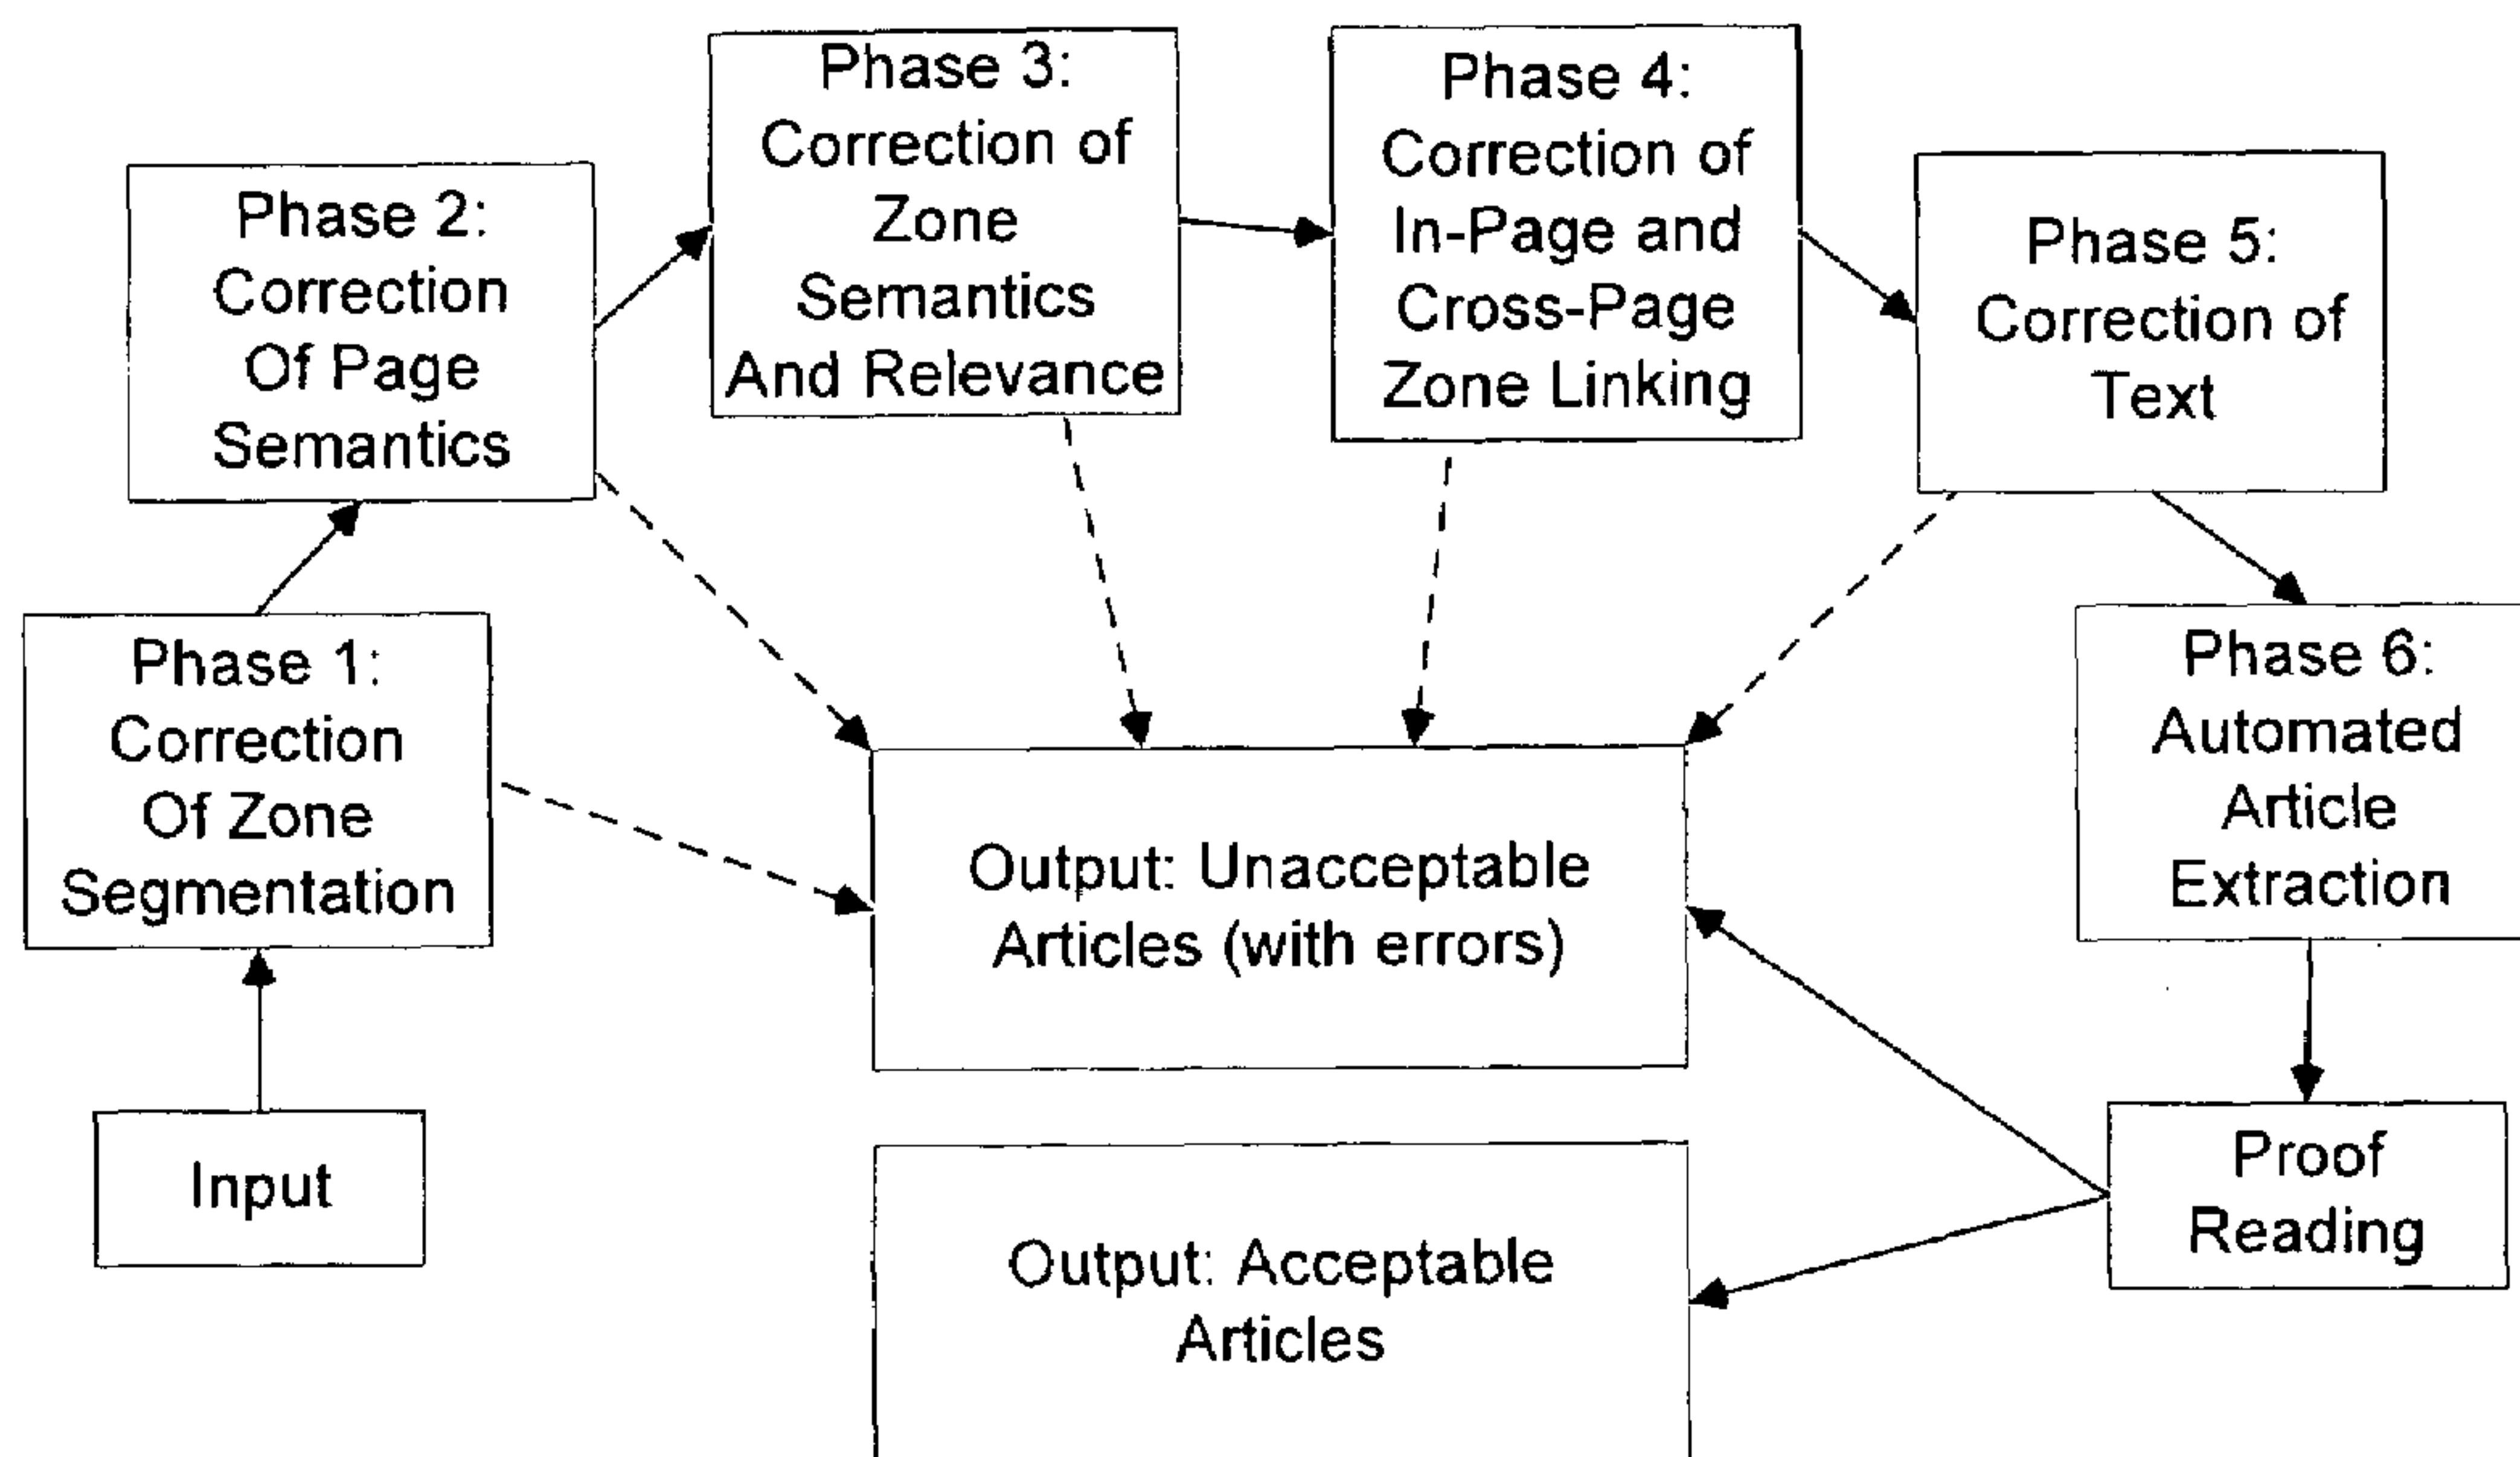 Phase 3:
Correction of
Zone
Semantics
And Relevance
Phase 4:
Correction of
In-Page and
Cross-Page
Zone Linking
Phase 2:
Correction
Of Page
Semantics
Phase 5:
Correction of
Text
Phase 1:
Correction
Of Zone
Segmentation
Phase 6:
Automated
Article
Extraction
Output: Unacceptable
Articles (with errors)
Input
Proof
Reading
Output: Acceptable
Articles